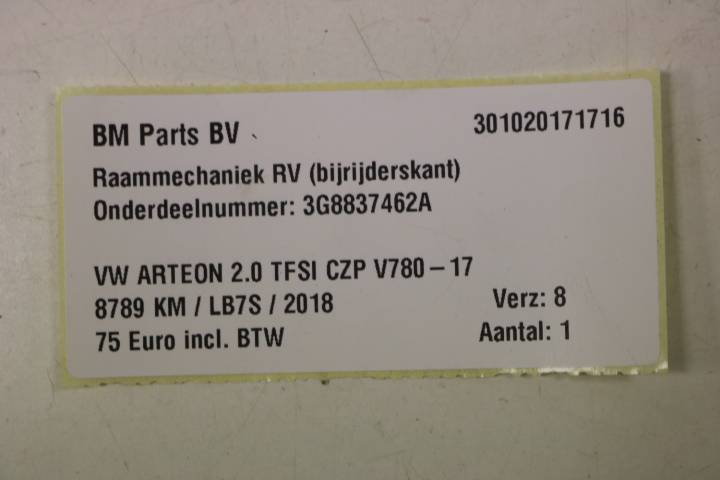 BM Parts BV 301020171716
Raammechaniek RV (bijrijderskant)
Onderdeelnummer: 3G8837462A
VW ARTEON 2.0 TFSI CZP V780-17
8789 KM / LB7S / 2018 Verz: 8
75 Euro incl. BTW Aantal: 1